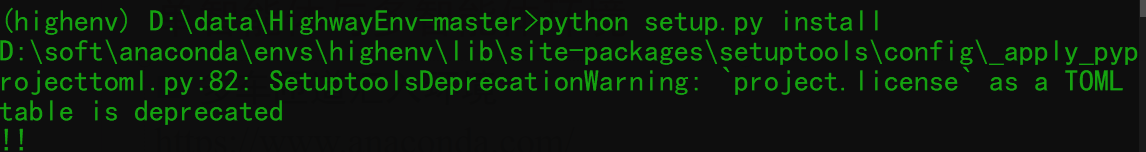 (highenv) D:\data\HighwayEnv-master>python setup.py install
D:\soft\anaconda\envs\highenv\lib\site-packages\setuptools\config\_apply_pyp
rojecttoml.py:82: SetuptoolsDeprecationWarning: `project.license` as a TOML
table is deprecated
!!